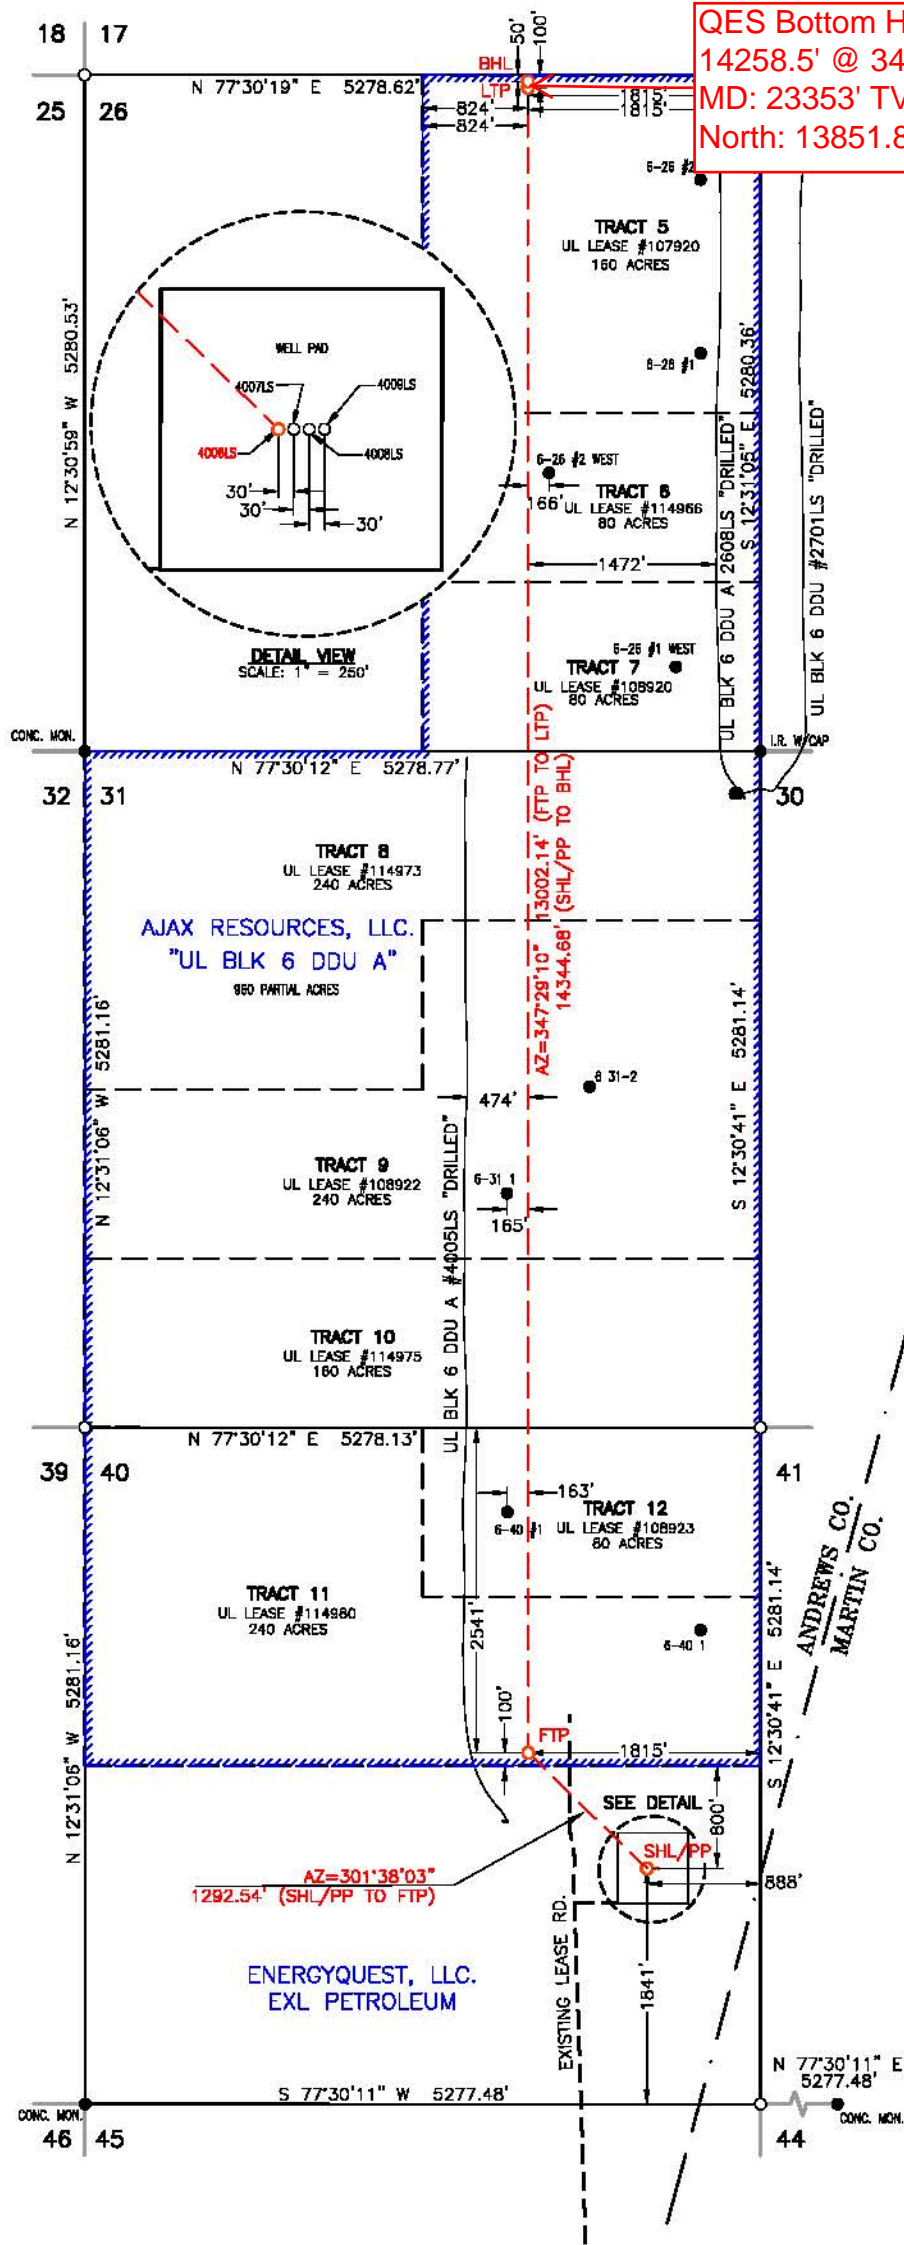 18 17
50'
100'
QES Bottom H
14258.5' @ 34
MD: 23353' TV
North: 13851.8
BHL
LTP
N 77°30'19" E 5278.62'
25 26
824'
824'
1815'
1815'
6-26 #2
TRACT 5
UL LEASE #107920
160 ACRES
N 12°30'59" W 5280.53'
WELL PAD
4007LS
4009LS
4006LS
4008LS
30'
30'
30'
DETAIL VIEW
SCALE: 1" = 250'
6-26 #1
S 12°31'05" E 5280.36'
6-26 #2 WEST
166'
TRACT 6
UL LEASE #114966
80 ACRES
1472'
UL BLK 6 DDU A 2608LS "DRILLED"
UL BLK 6 DDU #2701LS "DRILLED"
6-26 #1 WEST
TRACT 7
UL LEASE #108920
80 ACRES
CONC. MON.
I.R. W/CAP
N 77°30'12" E 5278.77'
32 31
30
TRACT 8
UL LEASE #114973
240 ACRES
AZ=347°29'10" 13002.14' (FTP TO LTP)
14344.68' (SHL/PP TO BHL)
AJAX RESOURCES, LLC.
"UL BLK 6 DDU A"
960 PARTIAL ACRES
N 12°31'06" W 5281.16'
S 12°30'41" E 5281.14'
8 31-2
474'
TRACT 9
UL LEASE #108922
240 ACRES
6-31 1
165'
UL BLK 6 DDU A #4005LS "DRILLED"
TRACT 10
UL LEASE #114975
160 ACRES
N 77°30'12" E 5278.13'
39 40
41
163'
6-40 #1
TRACT 12
UL LEASE #108923
80 ACRES
ANDREWS CO.
MARTIN CO.
TRACT 11
UL LEASE #114980
240 ACRES
2541'
6-40 1
N 12°31'06" W 5281.16'
S 12°30'41" E 5281.14'
100'
FTP
1815'
SEE DETAIL
800'
SHL/PP
888'
AZ=301°38'03"
1292.54' (SHL/PP TO FTP)
EXISTING LEASE RD.
1841'
ENERGYQUEST, LLC.
EXL PETROLEUM
N 77°30'11" E
5277.48'
S 77°30'11" W 5277.48'
CONC. MON.
CONC. MON.
46 45
44